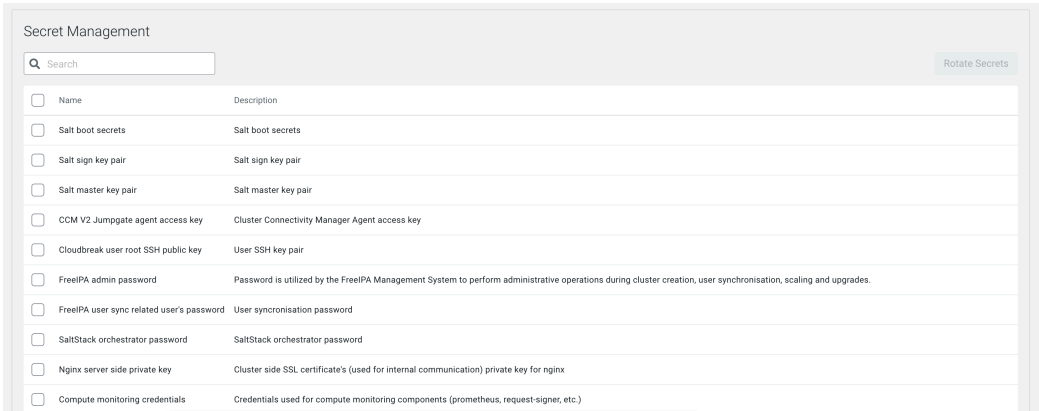 Secret Management
Search
Rotate Secrets
Name Description
Salt boot secrets Salt boot secrets
Salt sign key pair Salt sign key pair
Salt master key pair Salt master key pair
CCM V2 Jumpgate agent access key Cluster Connectivity Manager Agent access key
Cloudbreak user root SSH public key User SSH key pair
FreeIPA admin password Password is utilized by the FreeIPA Management System to perform administrative operations during cluster creation, user synchronisation, scaling and upgrades.
FreeIPA user sync related user's password User syncronisation password
SaltStack orchestrator password SaltStack orchestrator password
Nginx server side private key Cluster side SSL certificate's (used for internal communication) private key for nginx
Compute monitoring credentials Credentials used for compute monitoring components (prometheus, request-signer, etc.)